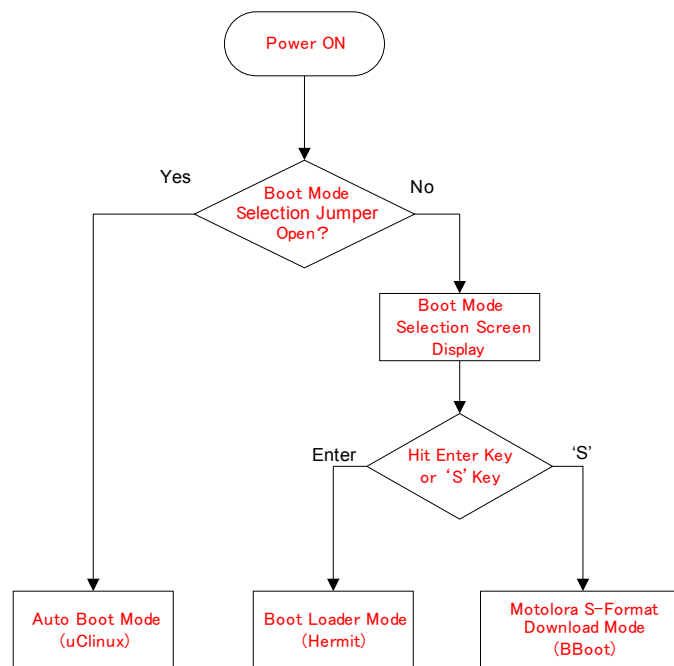 Power ON
Yes
No
Boot Mode
Selection Jumper
Open?
Boot Mode
Selection Screen
Display
Enter
'S'
Hit Enter Key
or 'S' Key
Auto Boot Mode
(uClinux)
Boot Loader Mode
(Hermit)
Motolora S-Format
Download Mode
(BBoot)